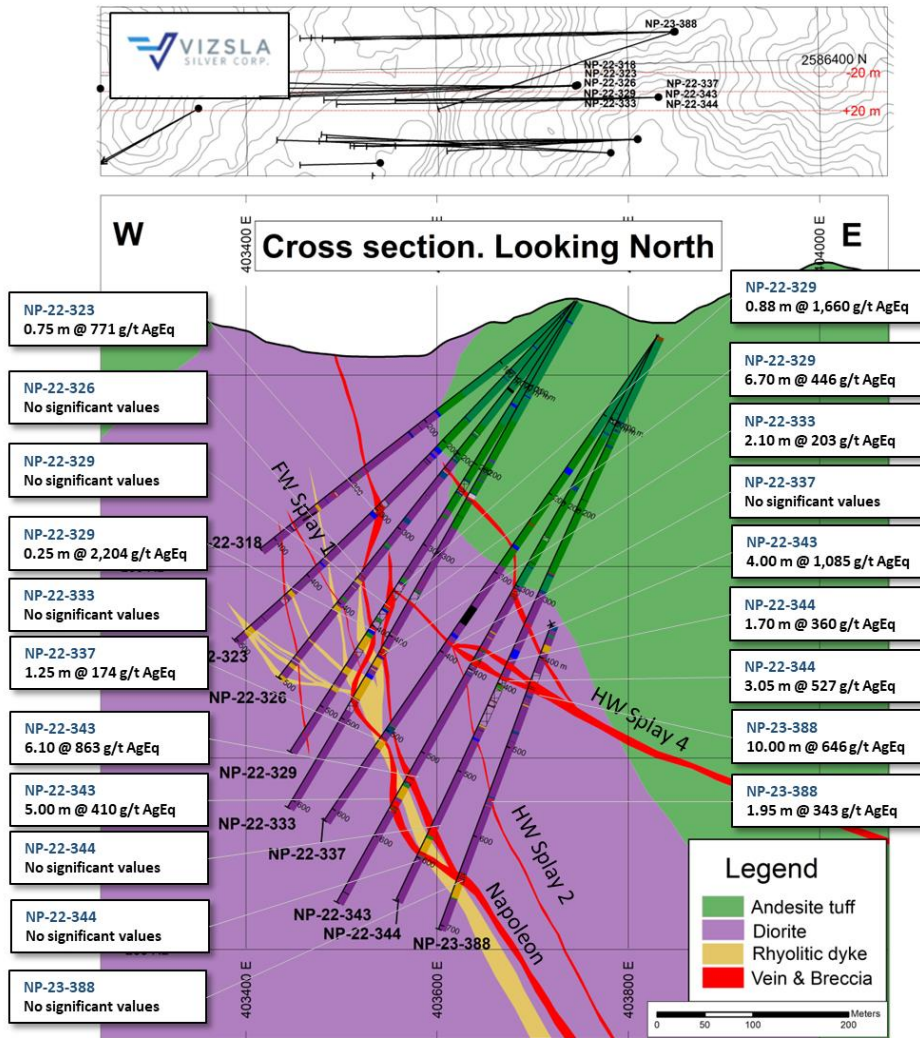 VIZSLA
SILVER CORP.
NP-23-388
2586400 N
-20 m
NP-22-318
NP-22-323
NP-22-326
NP-22-329
NP-22-333
NP-22-337
NP-22-343
NP-22-344
+20 m
W
403400 E
Cross section. Looking North
E
NP-22-323
0.75 m @ 771 g/t AgEq
NP-22-326
No significant values
NP-22-329
No significant values
NP-22-329
0.25 m @ 2,204 g/t AgEq
NP-22-333
No significant values
NP-22-337
1.25 m @ 174 g/t AgEq
NP-22-343
6.10 @ 863 g/t AgEq
NP-22-343
5.00 m @ 410 g/t AgEq
NP-22-344
No significant values
NP-22-344
No significant values
NP-23-388
No significant values
NP-22-329
0.88 m @ 1,660 g/t AgEq
NP-22-329
6.70 m @ 446 g/t AgEq
NP-22-333
2.10 m @ 203 g/t AgEq
NP-22-337
No significant values
NP-22-343
4.00 m @ 1,085 g/t AgEq
NP-22-344
1.70 m @ 360 g/t AgEq
NP-22-344
3.05 m @ 527 g/t AgEq
NP-23-388
10.00 m @ 646 g/t AgEq
NP-23-388
1.95 m @ 343 g/t AgEq
FW Splay 1
HW Splay 4
HW Splay 2
Napoleon
-22-318
2-323
NP-22-326
NP-22-329
NP-22-333
NP-22-337
NP-22-343
NP-22-344
NP-23-388
403400 E
403600 E
403800 E
Legend
Andesite tuff
Diorite
Rhyolitic dyke
Vein & Breccia
Meters
0 50 100 200